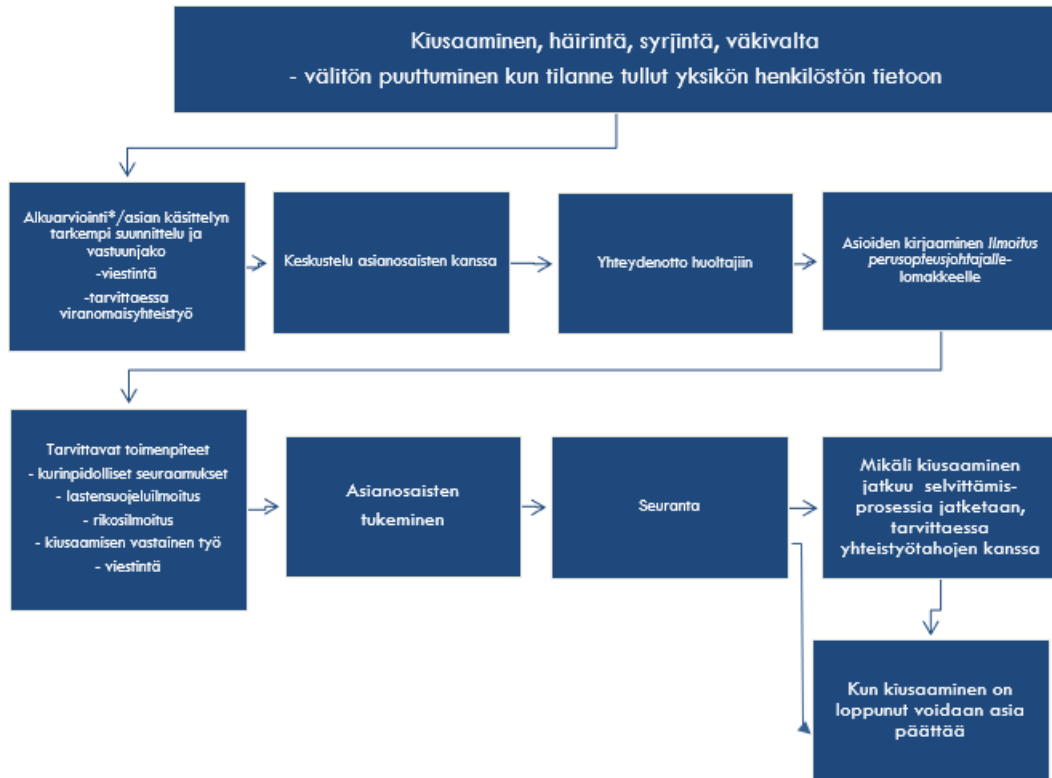 Kiusaaminen, häirintä, syrjintä, väkivalta
- välitön puuttuminen kun tilanne tullut yksikön henkilöstön tietoon
Alkuarviointi*/asian käsittelyn
tarkempi suunnittelu ja
vastuunjako
-viestintä
-tarvittaessa
viranomaisyhteistyö
Keskustelu asianosaisten kanssa
Yhteydenotto huoltajiin
Asioiden kirjaaminen Ilmoitus
perusopteusjohtajalle-
lomakkeelle
Tarvittavat toimenpiteet
- kurinpidolliset seuraamukset
- lastensuojeluilmoitus
- rikosilmoitus
- kiusaamisen vastainen työ
- viestintä
Asianosaisten
tukeminen
Seuranta
Mikäli kiusaaminen
jatkuu selvittämis-
prosessia jatketaan,
tarvittaessa
yhteistyötahojen kanssa
Kun kiusaaminen on
loppunut voidaan asia
päättää